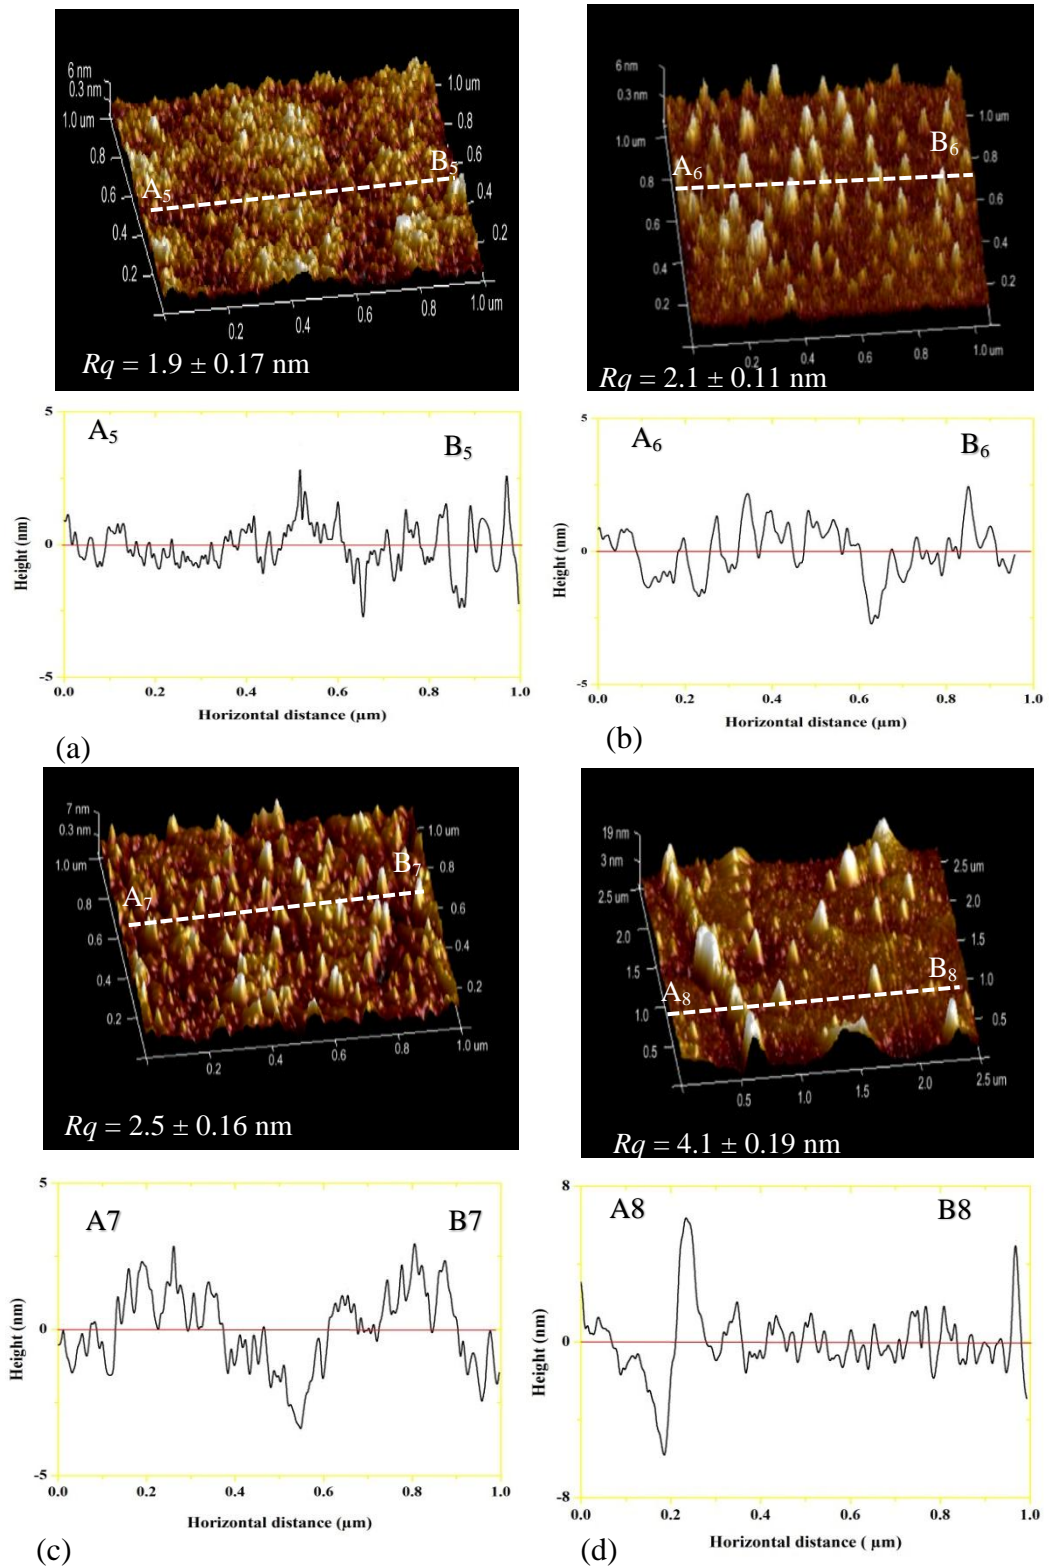 6 nm
0.3 nm
1.0 um
0.8
0.6
0.4
0.2
0.2
0.4
0.6
0.8
1.0 um
1.0 um
0.8
0.6
0.4
0.2
A5
B5
Rq = 1.9 ± 0.17 nm
6 nm
0.3 nm
1.0 um
0.8
0.6
0.4
0.2
0.2
0.4
0.6
0.8
1.0 um
1.0 um
0.8
0.6
0.4
0.2
A6
B6
Rq = 2.1 ± 0.11 nm
5
0
-5
Height (nm)
A5
B5
0.0 0.2 0.4 0.6 0.8 1.0
Horizontal distance (µm)
(a)
5
0
-5
Height (nm)
A6
B6
0.0 0.2 0.4 0.6 0.8 1.0
Horizontal distance (µm)
(b)
7 nm
0.3 nm
1.0 um
0.8
0.6
0.4
0.2
0.2
0.4
0.6
0.8
1.0 um
1.0 um
0.8
0.6
0.4
0.2
A7
B7
Rq = 2.5 ± 0.16 nm
19 nm
3 nm
2.5 um
2.0
1.5
1.0
0.5
0.5
1.0
1.5
2.0
2.5 um
2.5 um
2.0
1.5
1.0
0.5
A8
B8
Rq = 4.1 ± 0.19 nm
5
0
-5
Height (nm)
A7
B7
0.0 0.2 0.4 0.6 0.8 1.0
Horizontal distance (µm)
(c)
8
0
-8
Height (nm)
A8
B8
0.0 0.2 0.4 0.6 0.8 1.0
Horizontal distance ( µm)
(d)